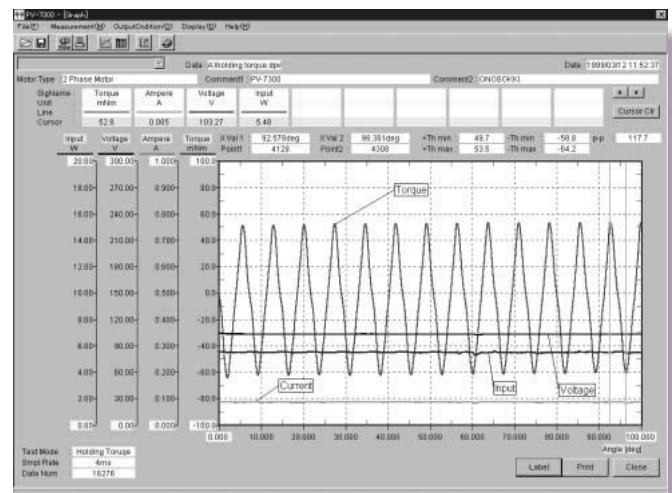 PV-7300 - [Graph]
File(F) Measurement(M) OutputCndition(O) Display(D) Help(H)
Data A:holding torque.dpv Date 1999/03/12 11:52:37
Motor Type 2 Phase Motor Comment1 PV-7300 Comment2 ONOSOKKI
SigName Torque Ampere Voltage Input
Unit mNm A V W
Line
Cursor 52.8 0.085 103.27 5.48
Cursor Clr
Input Voltage Ampere Torque X Val 1 92.578deg X Val 2 96.381deg +Th min 49.7 -Th min -58.8 p-p 117.7
W V A mNm Point1 4128 Point2 4308 +Th max 53.5 -Th max -64.2
20.00 300.00 1.000 100.0
18.00 270.00 0.900 80.0
Torque
16.00 240.00 0.800 60.0
14.00 210.00 0.700 40.0
12.00 180.00 0.600 20.0
10.00 150.00 0.500 0.0
8.00 120.00 0.400 -20.0
6.00 90.00 0.300 -40.0
4.00 60.00 0.200 -60.0
Current Input Voltage
2.00 30.00 0.100 -80.0
0.00 0.00 0.000 -100.0
0.000 10.000 20.000 30.000 40.000 50.000 60.000 70.000 80.000 90.000 100.000
Angle [deg]
Test Mode Holding Toruqe
Smpl Rate 4ms
Data Num 16276
Label Print Close